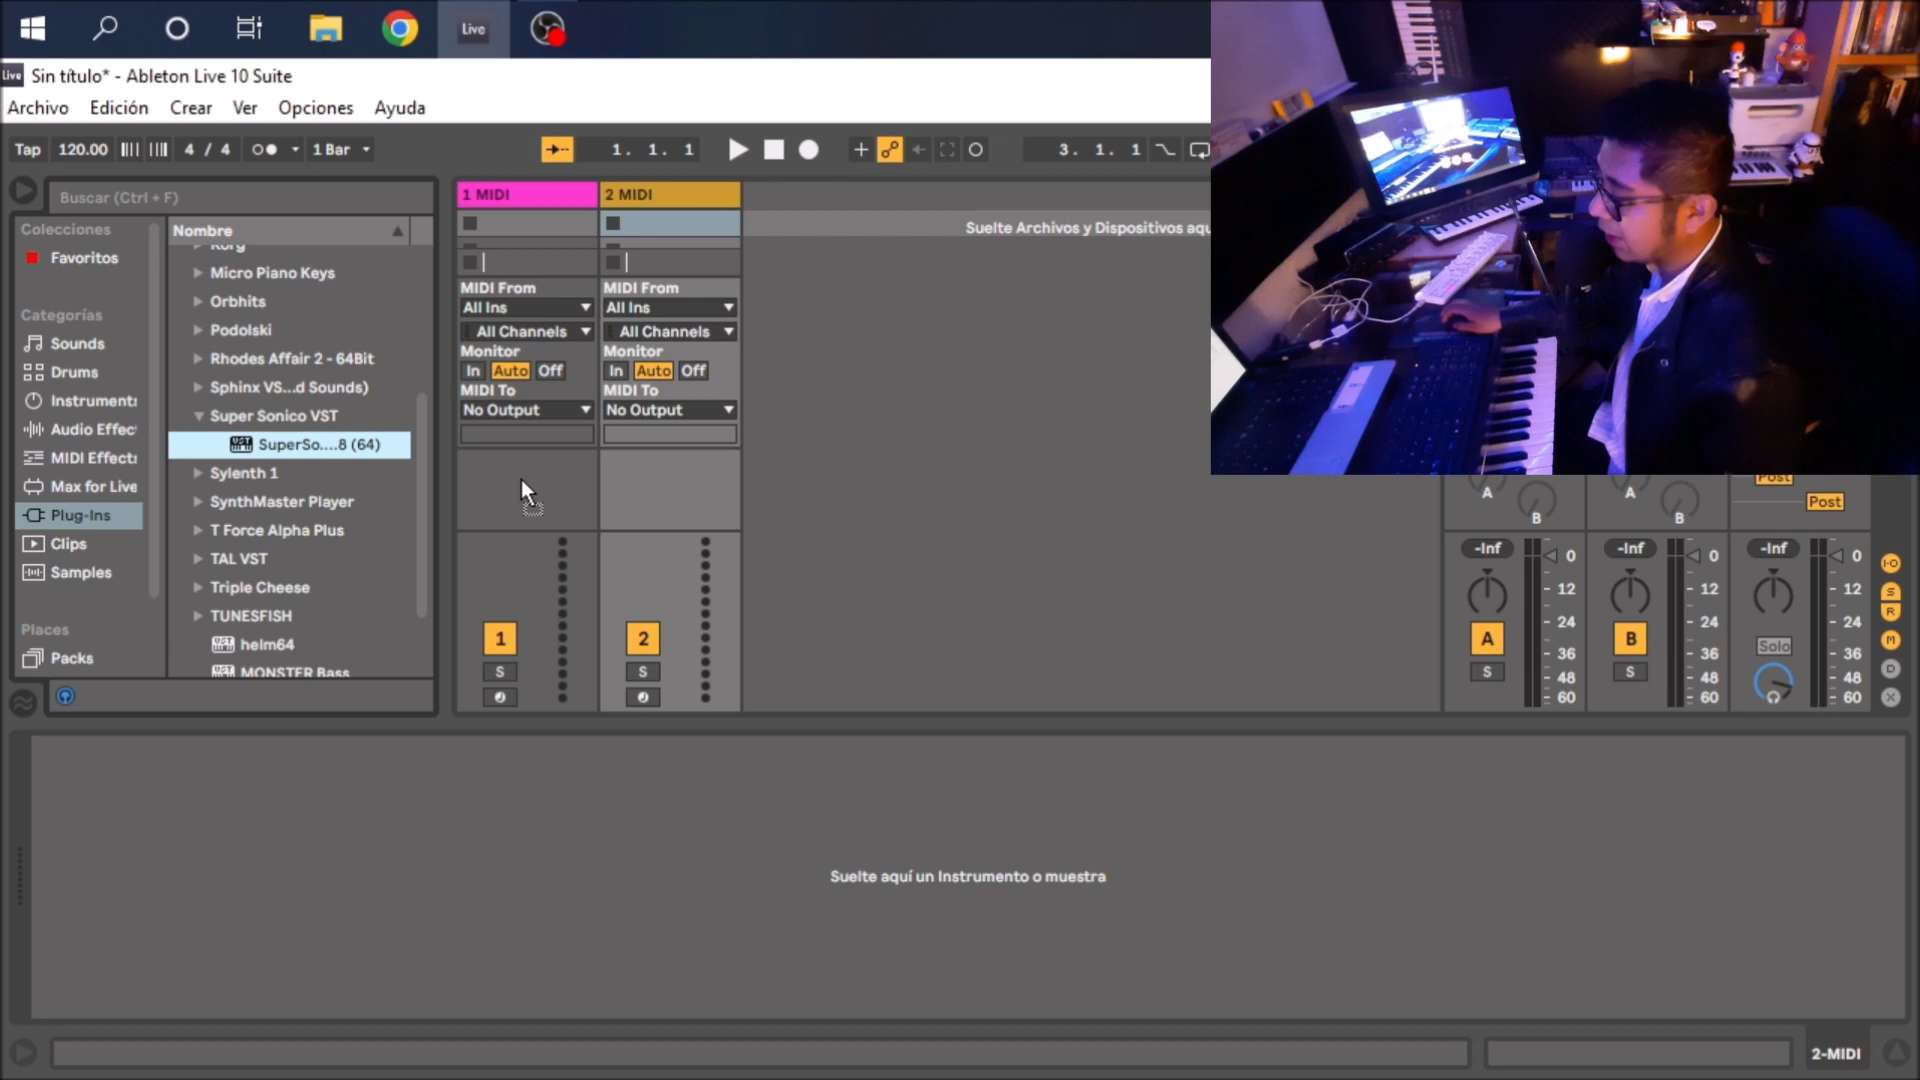 Live
Live Sin título* - Ableton Live 10 Suite
Archivo Edición Crear Ver Opciones Ayuda
Tap 120.00 4 / 4 1 Bar 1. 1. 1 3. 1. 1
Buscar (Ctrl + F)
Colecciones
Favoritos
Categorías
Sounds
Drums
Instruments
Audio Effec
MIDI Effects
Max for Live
Plug-Ins
Clips
Samples
Places
Packs
Nombre
Korg
Micro Piano Keys
Orbhits
Podolski
Rhodes Affair 2 - 64Bit
Sphinx VS...d Sounds)
Super Sonico VST
SuperSo....8 (64)
Sylenth 1
SynthMaster Player
T Force Alpha Plus
TAL VST
Triple Cheese
TUNESFISH
helm64
MONSTER Bass
1 MIDI
MIDI From
All Ins
All Channels
Monitor
In Auto Off
MIDI To
No Output
1
S
2 MIDI
MIDI From
All Ins
All Channels
Monitor
In Auto Off
MIDI To
No Output
2
S
Suelte Archivos y Dispositivos aqu
A
B
-Inf
0
12
24
36
48
60
A
S
A
B
-Inf
0
12
24
36
48
60
B
S
Post
Post
-Inf
0
12
24
36
48
60
Solo
I·O
S
R
M
D
X
Suelte aquí un Instrumento o muestra
2-MIDI